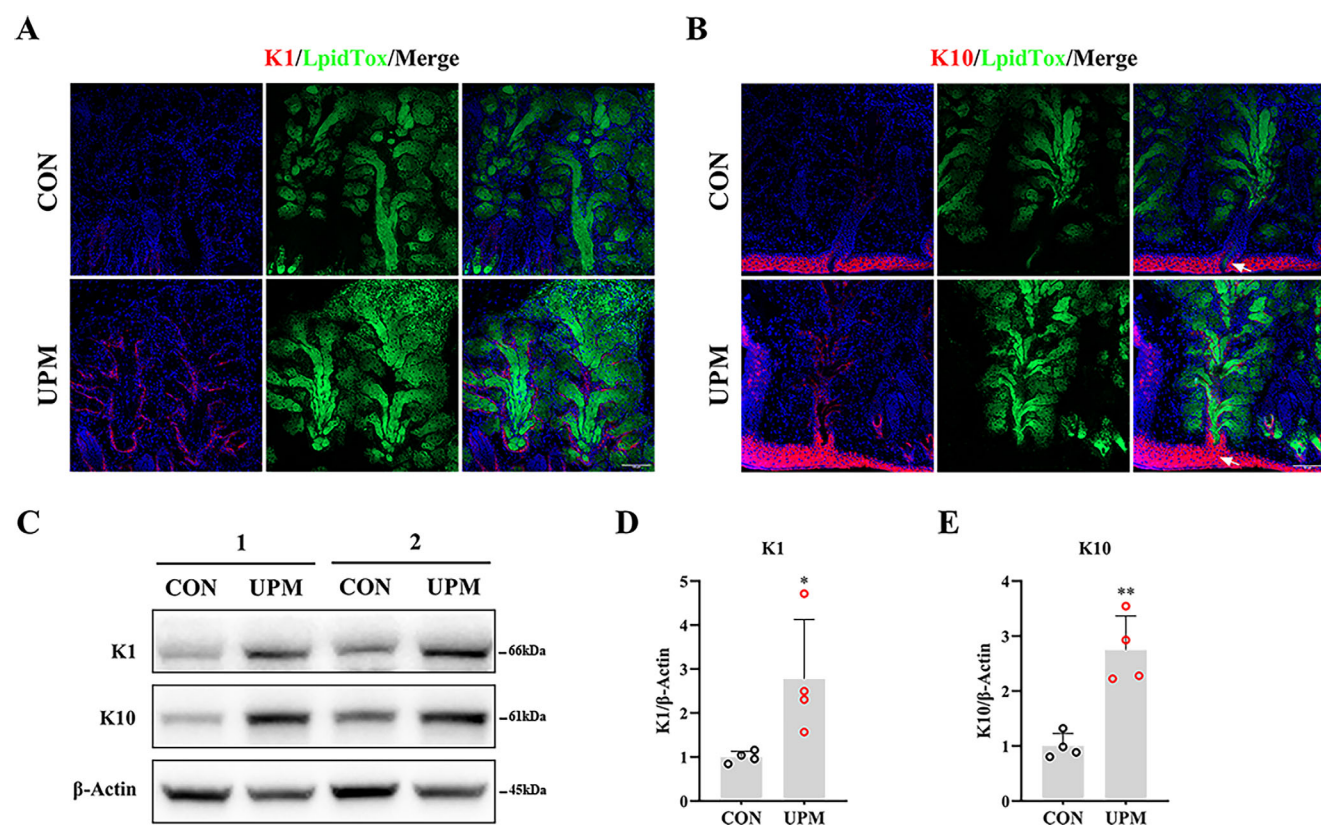 A
K1/LpidTox/Merge
CON
UPM
B
K10/LpidTox/Merge
CON
UPM
C
1 2
CON UPM CON UPM
K1 –66kDa
K10 –61kDa
β-Actin –45kDa
D
K1
K1/β-Actin
5
4
3
2
1
0
*
CON UPM
E
K10
K10/β-Actin
4
3
2
1
0
**
CON UPM